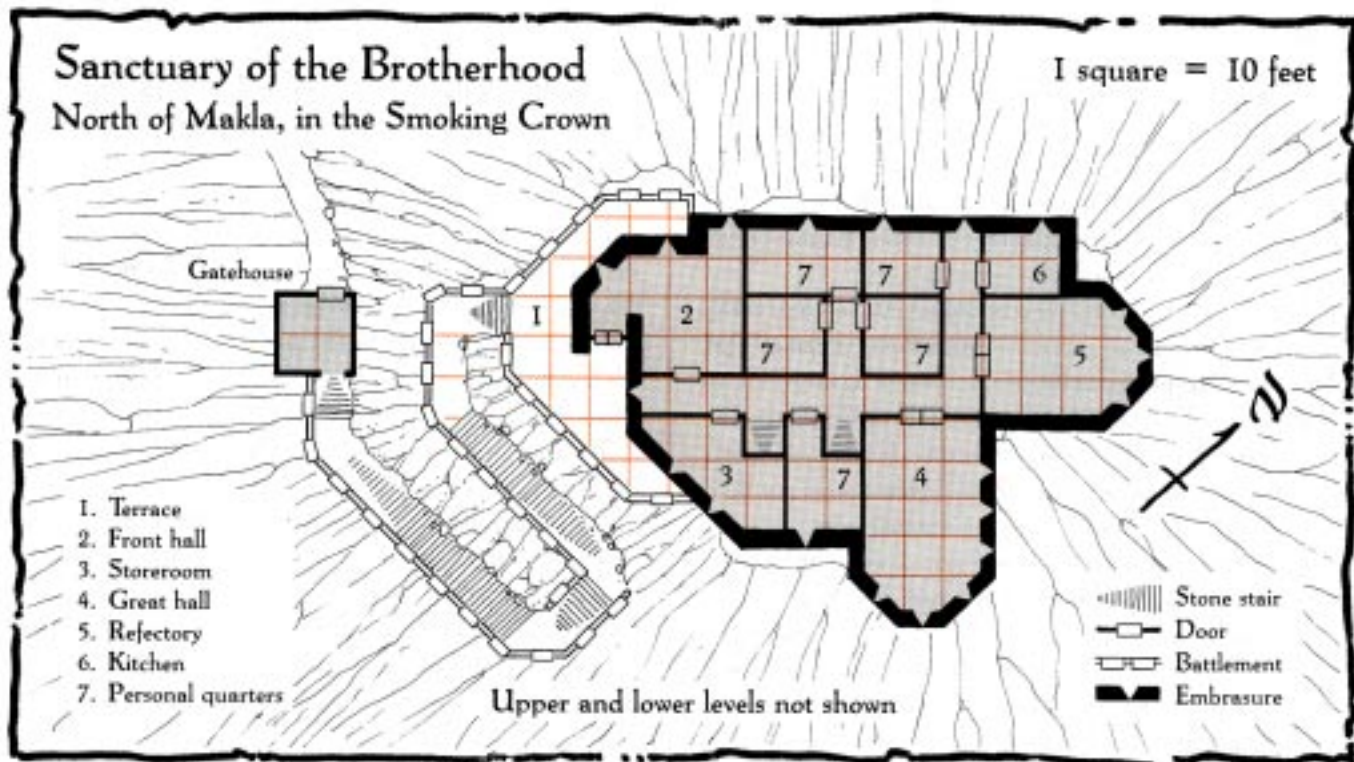 Sanctuary of the Brotherhood
North of Makla, in the Smoking Crown
1 square = 10 feet
Gatehouse
1
2
7
7
6
7
7
5
3
7
4
N
1. Terrace
2. Front hall
3. Storeroom
4. Great hall
5. Refectory
6. Kitchen
7. Personal quarters
Upper and lower levels not shown
Stone stair
Door
Battlement
Embrasure